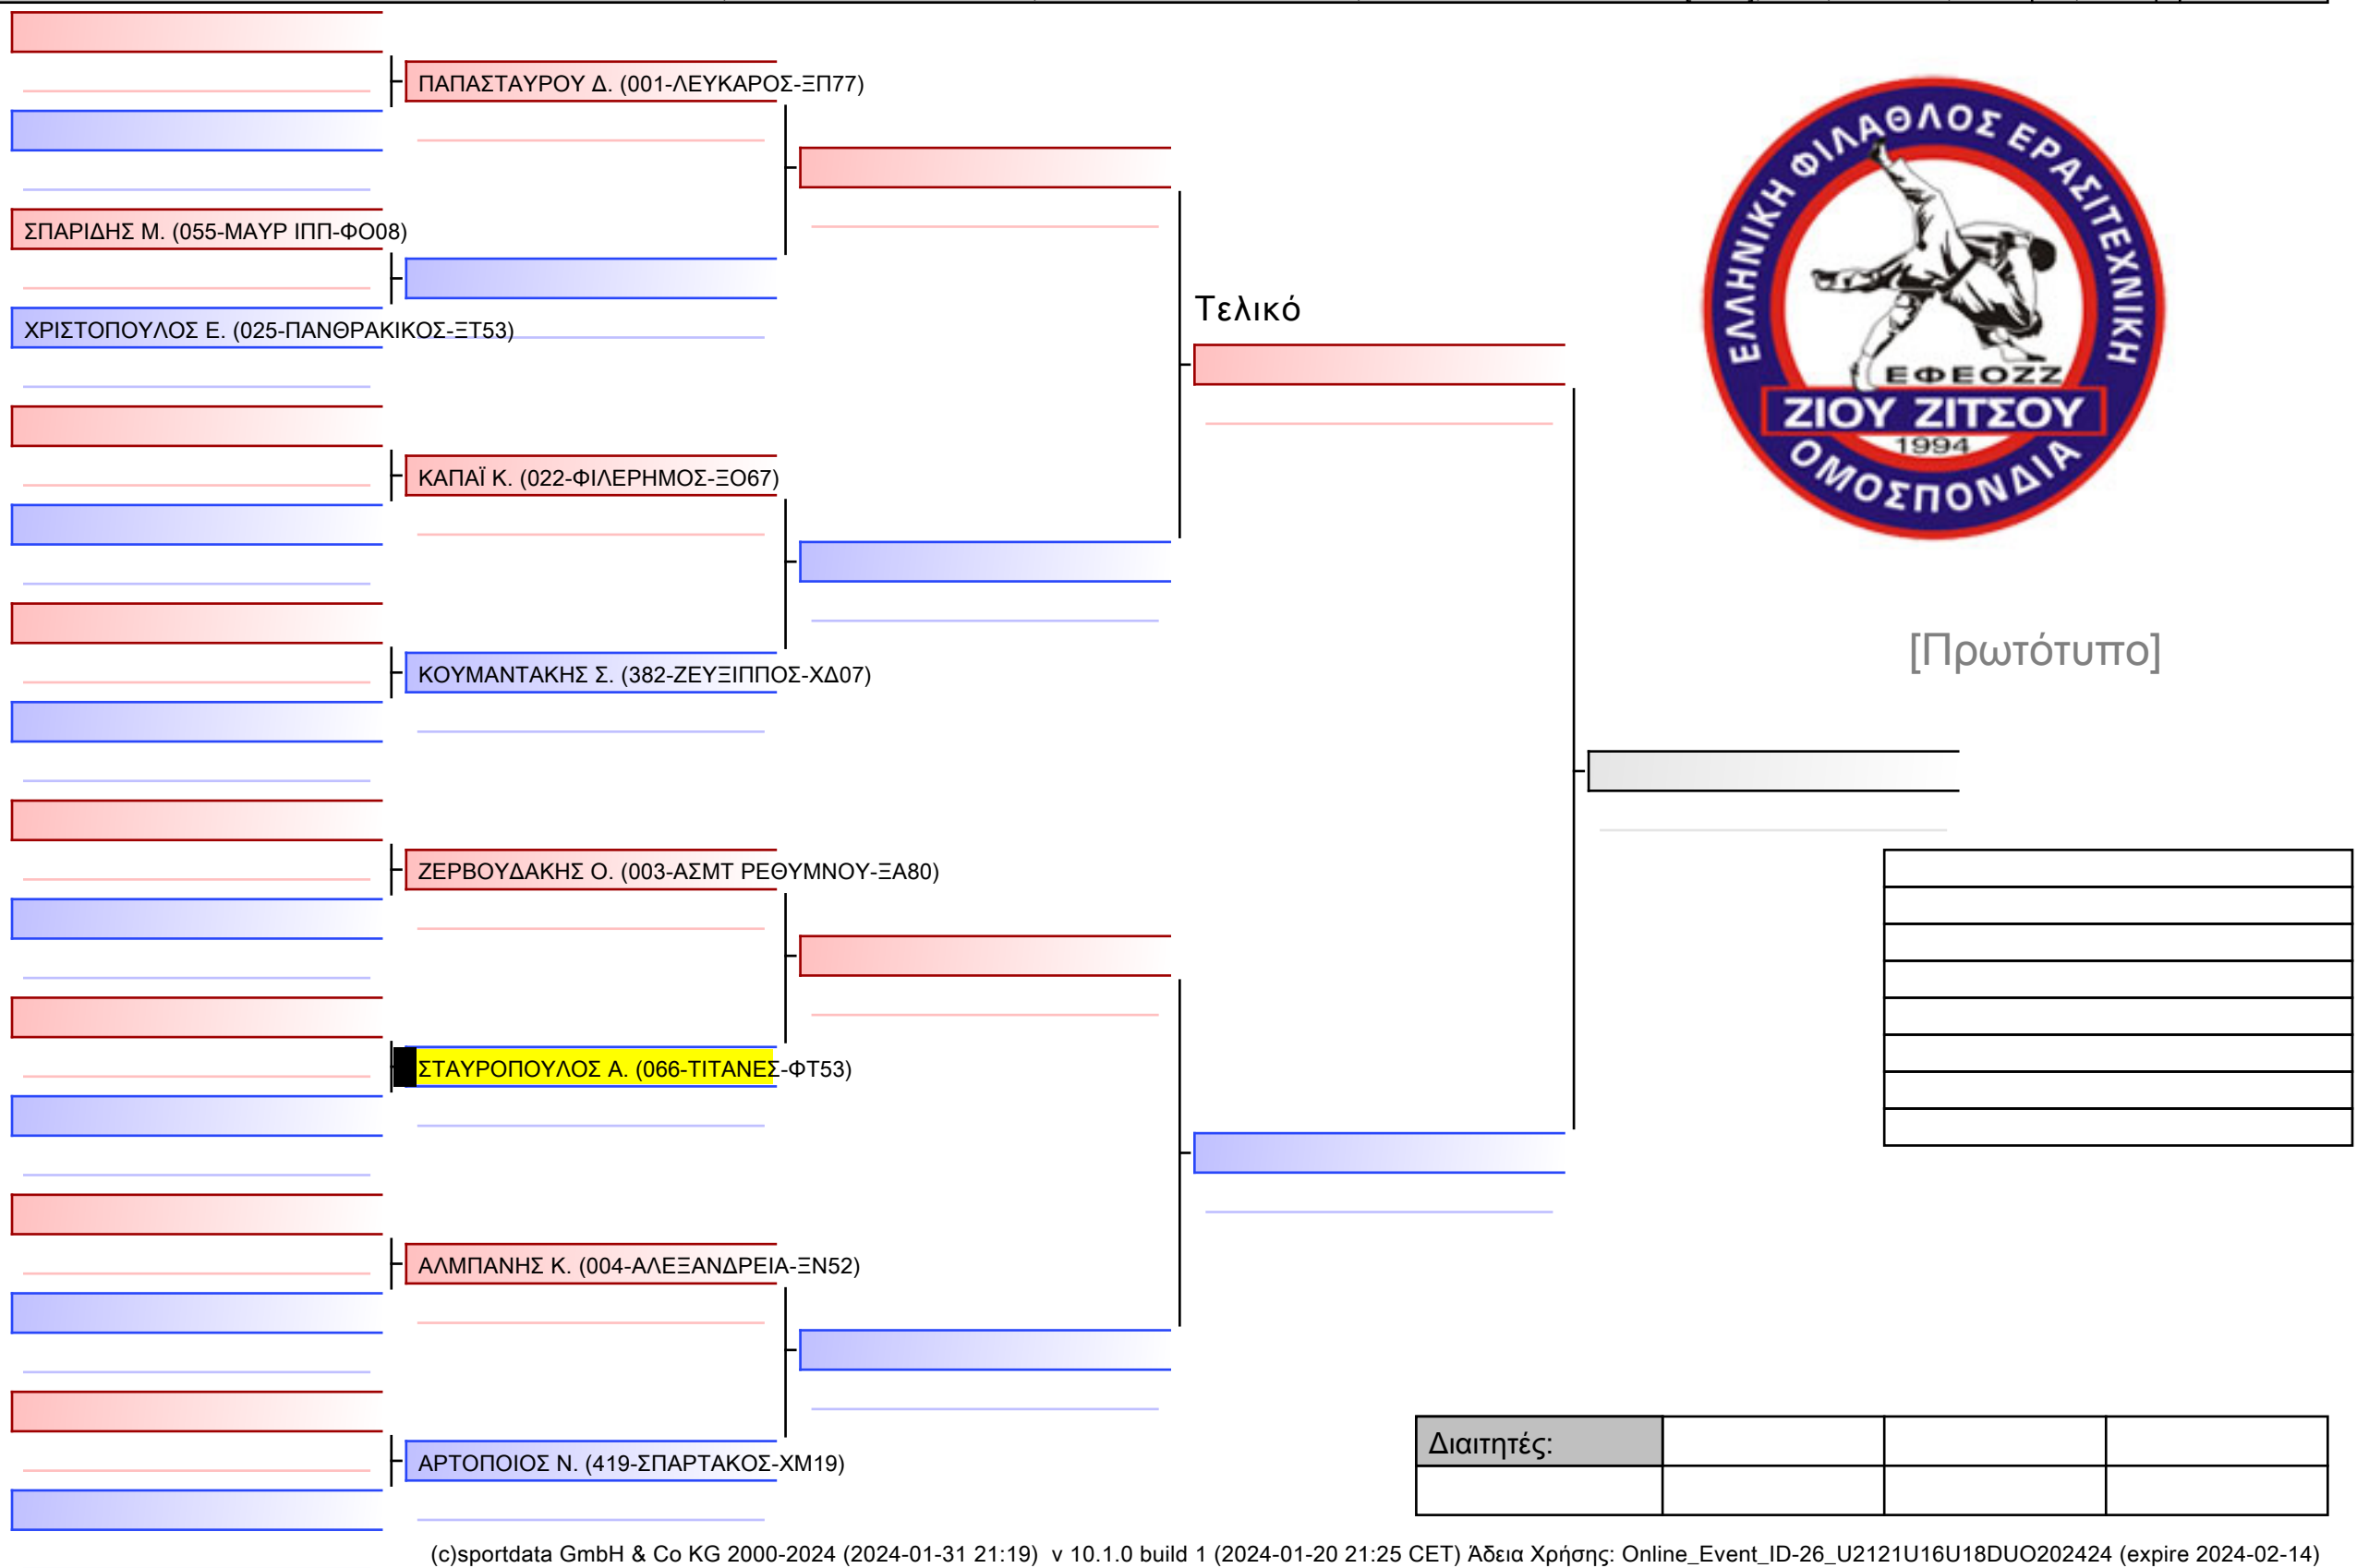 ΠΑΠΑΣΤΑΥΡΟΥ Δ. (001-ΛΕΥΚΑΡΟΣ-ΞΠ77)
ΣΠΑΡΙΔΗΣ Μ. (055-ΜΑΥΡ ΙΠΠ-ΦΟ08)
ΧΡΙΣΤΟΠΟΥΛΟΣ Ε. (025-ΠΑΝΘΡΑΚΙΚΟΣ-ΞΤ53)
ΚΑΠΑΪ Κ. (022-ΦΙΛΕΡΗΜΟΣ-ΞΟ67)
ΚΟΥΜΑΝΤΑΚΗΣ Σ. (382-ΖΕΥΞΙΠΠΟΣ-ΧΔ07)
ΖΕΡΒΟΥΔΑΚΗΣ Ο. (003-ΑΣΜΤ ΡΕΘΥΜΝΟΥ-ΞΑ80)
ΣΤΑΥΡΟΠΟΥΛΟΣ Α. (066-ΤΙΤΑΝΕΣ-ΦΤ53)
ΑΛΜΠΑΝΗΣ Κ. (004-ΑΛΕΞΑΝΔΡΕΙΑ-ΞΝ52)
ΑΡΤΟΠΟΙΟΣ Ν. (419-ΣΠΑΡΤΑΚΟΣ-ΧΜ19)
Τελικό
ΕΛΛΗΝΙΚΗ ΦΙΛΑΘΛΟΣ ΕΡΑΣΙΤΕΧΝΙΚΗ
ΕΦΕΟΖΖ
ΖΙΟΥ ΖΙΤΣΟΥ
1994
ΟΜΟΣΠΟΝΔΙΑ
[Πρωτότυπο]
Διαιτητές:
(c)sportdata GmbH & Co KG 2000-2024 (2024-01-31 21:19) v 10.1.0 build 1 (2024-01-20 21:25 CET) Άδεια Χρήσης: Online_Event_ID-26_U2121U16U18DUO202424 (expire 2024-02-14)